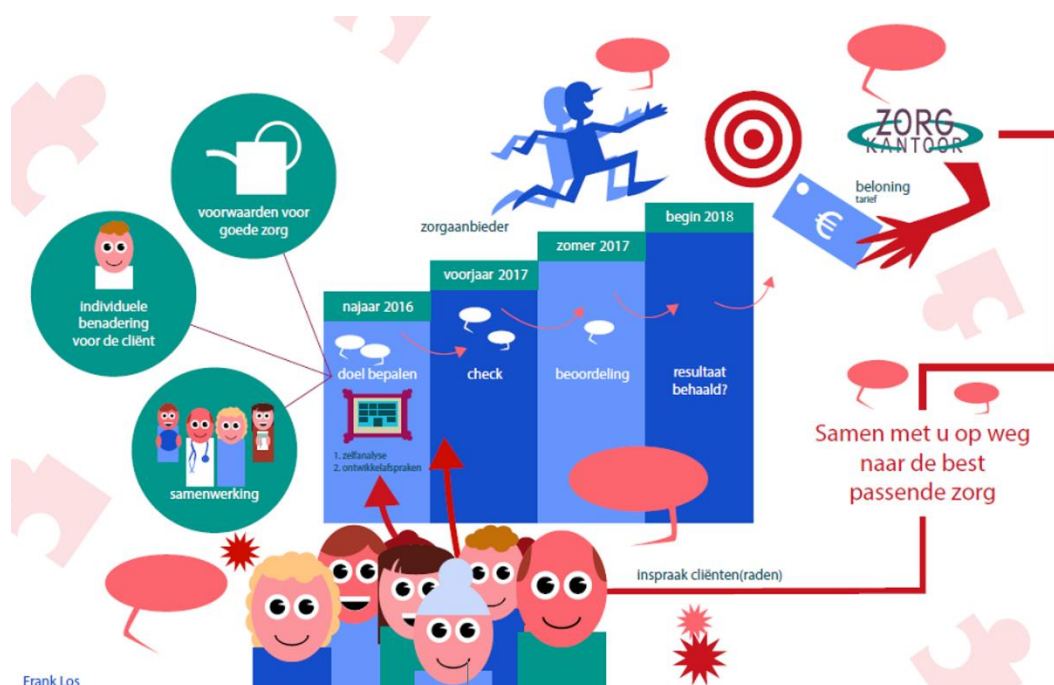 ZORG
KANTOOR
beloning
tarief
voorwaarden voor
goede zorg
zorgaanbieder
individuele
benadering
voor de cliënt
samenwerking
najaar 2016
doel bepalen
1. zelfanalyse
2. ontwikkelafspraken
voorjaar 2017
check
zomer 2017
beoordeling
begin 2018
resultaat
behaald?
€
Samen met u op weg
naar de best
passende zorg
inspraak cliënten(raden)
Frank Los